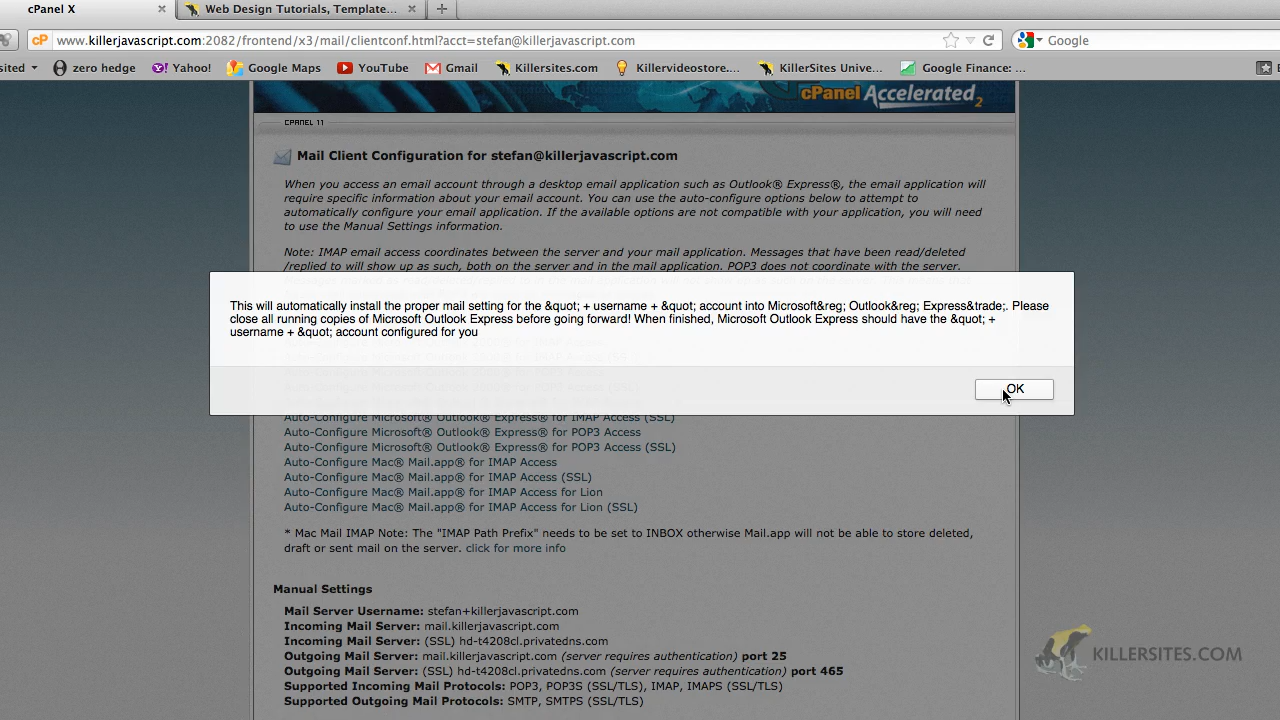 cPanel X
Web Design Tutorials, Template...
www.killerjavascript.com:2082/frontend/x3/mail/clientconf.html?acct=stefan@killerjavascript.com
Google
sited
zero hedge
Yahoo!
Google Maps
YouTube
Gmail
Killersites.com
Killervideostore....
KillerSites Unive...
Google Finance: ...
cPanel Accelerated2
CPANEL 11
Mail Client Configuration for stefan@killerjavascript.com
When you access an email account through a desktop email application such as Outlook® Express®, the email application will
require specific information about your email account. You can use the auto-configure options below to attempt to
automatically configure your email application. If the available options are not compatible with your application, you will need
to use the Manual Settings information.
Note: IMAP email access coordinates between the server and your mail application. Messages that have been read/deleted
/replied to will show up as such, both on the server and in the mail application. POP3 does not coordinate with the server.
This will automatically install the proper mail setting for the &quot; + username + &quot; account into Microsoft&reg; Outlook&reg; Express&trade;. Please
close all running copies of Microsoft Outlook Express before going forward! When finished, Microsoft Outlook Express should have the &quot; +
username + &quot; account configured for you
OK
Auto-Configure Microsoft® Outlook® Express® for IMAP Access (SSL)
Auto-Configure Microsoft® Outlook® Express® for POP3 Access
Auto-Configure Microsoft® Outlook® Express® for POP3 Access (SSL)
Auto-Configure Mac® Mail.app® for IMAP Access
Auto-Configure Mac® Mail.app® for IMAP Access (SSL)
Auto-Configure Mac® Mail.app® for IMAP Access for Lion
Auto-Configure Mac® Mail.app® for IMAP Access for Lion (SSL)
* Mac Mail IMAP Note: The "IMAP Path Prefix" needs to be set to INBOX otherwise Mail.app will not be able to store deleted,
draft or sent mail on the server. click for more info
Manual Settings
Mail Server Username: stefan+killerjavascript.com
Incoming Mail Server: mail.killerjavascript.com
Incoming Mail Server: (SSL) hd-t4208cl.privatedns.com
Outgoing Mail Server: mail.killerjavascript.com (server requires authentication) port 25
Outgoing Mail Server: (SSL) hd-t4208cl.privatedns.com (server requires authentication) port 465
Supported Incoming Mail Protocols: POP3, POP3S (SSL/TLS), IMAP, IMAPS (SSL/TLS)
Supported Outgoing Mail Protocols: SMTP, SMTPS (SSL/TLS)
KILLERSITES.COM